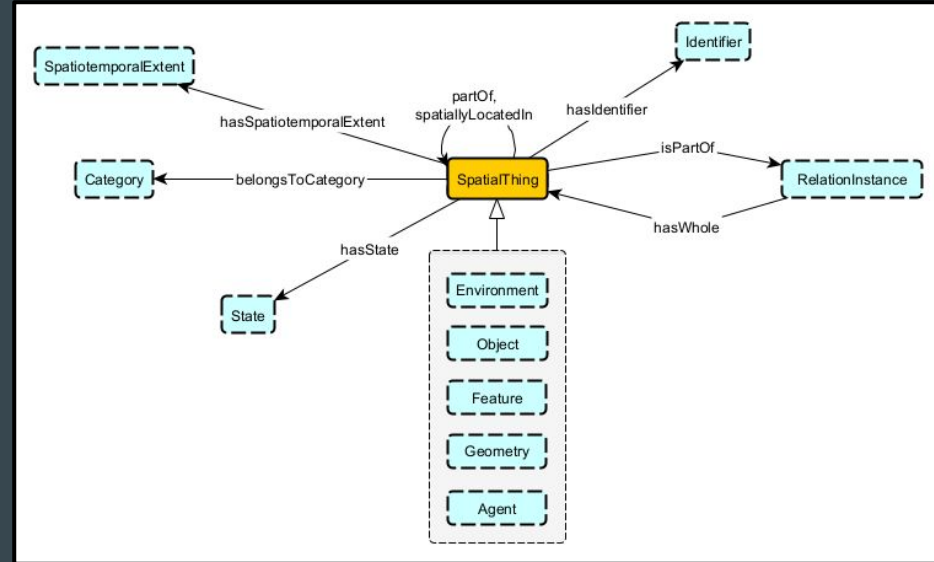 Identifier
SpatiotemporalExtent
partOf,
spatiallyLocatedIn
hasIdentifier
hasSpatiotemporalExtent
isPartOf
Category
belongsToCategory
SpatialThing
RelationInstance
hasWhole
hasState
State
Environment
Object
Feature
Geometry
Agent